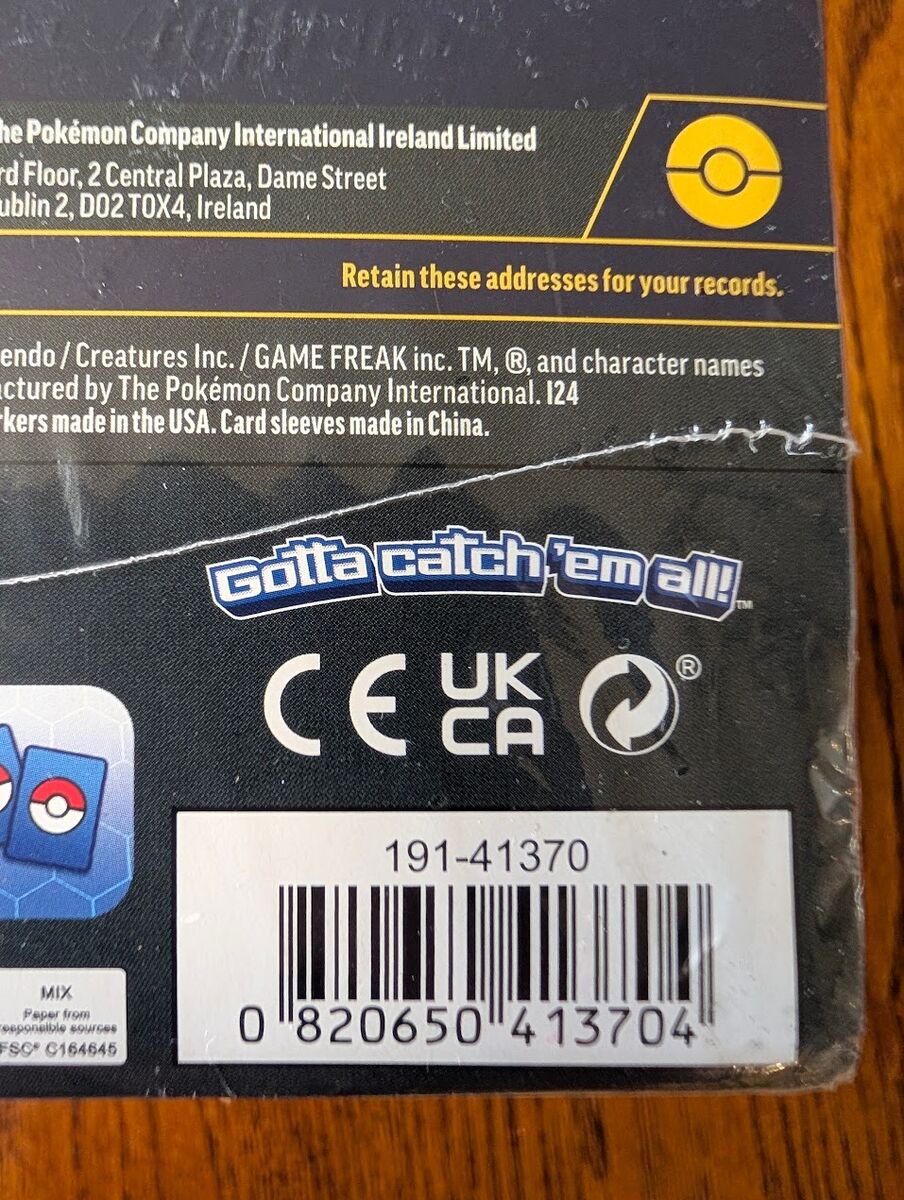 he Pokémon Company International Ireland Limited
rd Floor, 2 Central Plaza, Dame Street
ublin 2, D02 T0X4, Ireland
Retain these addresses for your records.
endo / Creatures Inc. / GAME FREAK inc. TM, ®, and character names
actured by The Pokémon Company International. I24
rkers made in the USA. Card sleeves made in China.
Gotta catch 'em all!™
CE UK CA ®
191-41370
0 820650 413704
MIX
Paper from
responsible sources
FSC® C164645